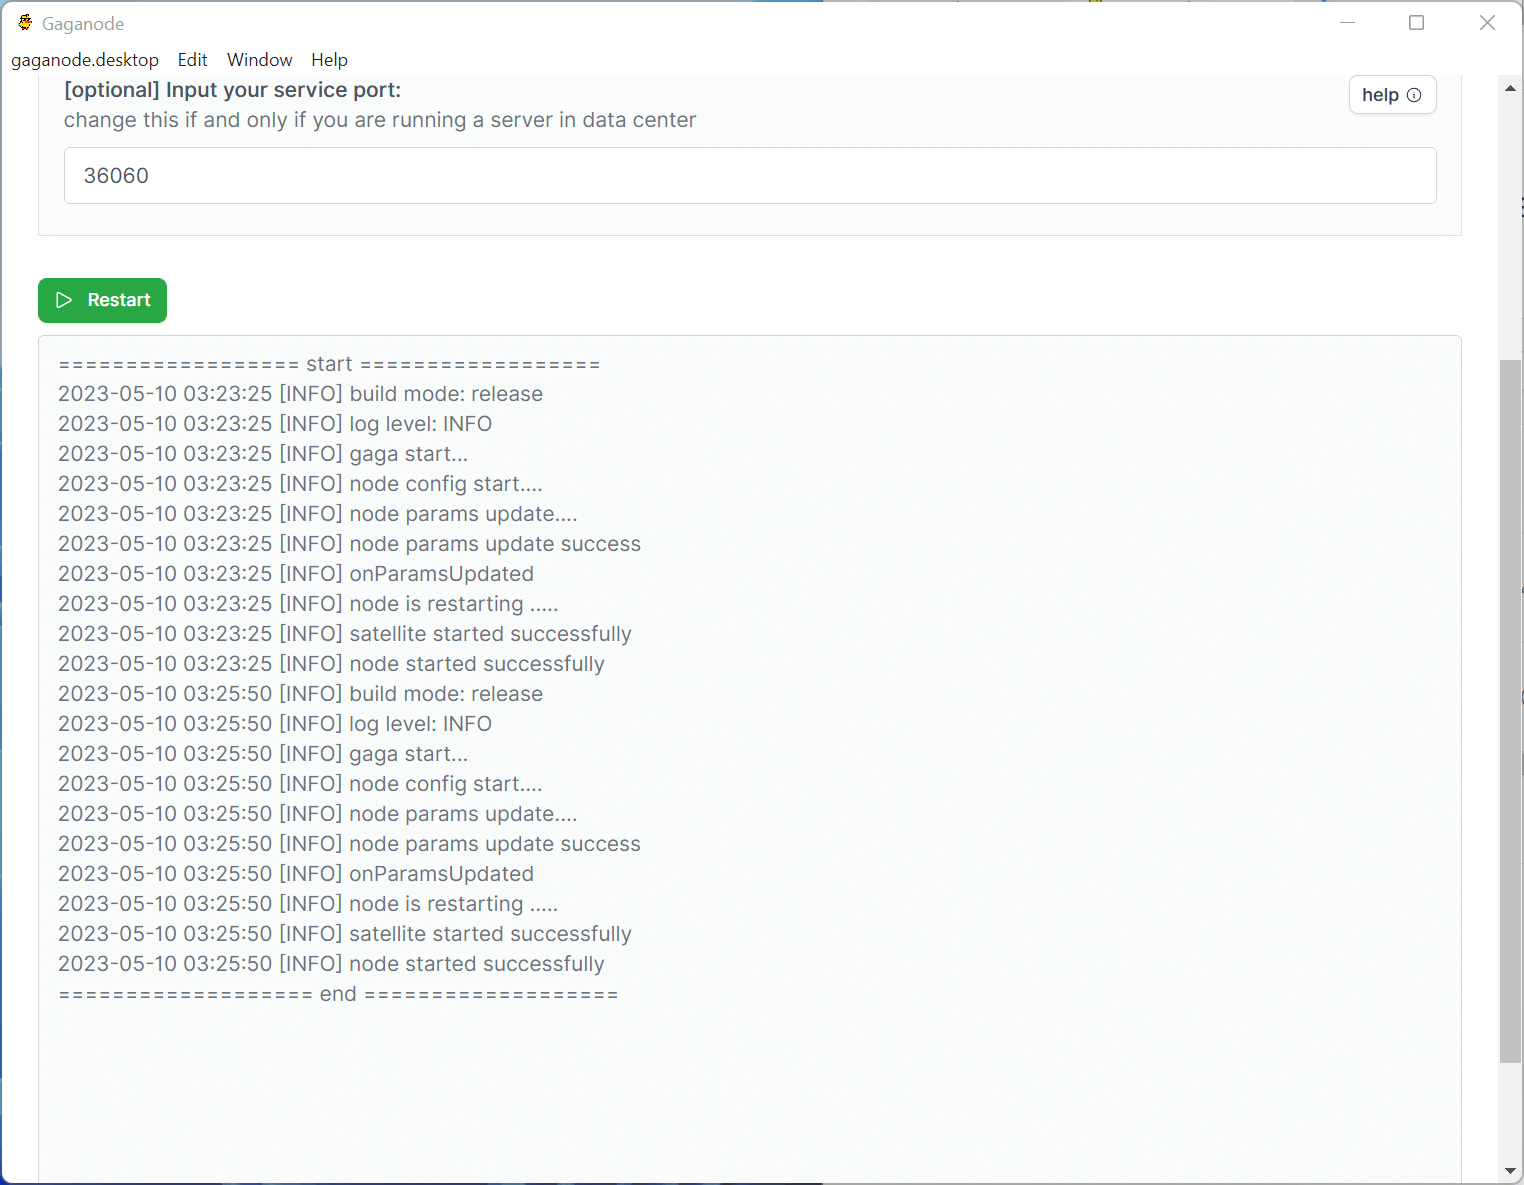 Gaganode
gaganode.desktop Edit Window Help
[optional] Input your service port:
help
change this if and only if you are running a server in data center
36060
Restart
================== start ==================
2023-05-10 03:23:25 [INFO] build mode: release
2023-05-10 03:23:25 [INFO] log level: INFO
2023-05-10 03:23:25 [INFO] gaga start...
2023-05-10 03:23:25 [INFO] node config start....
2023-05-10 03:23:25 [INFO] node params update....
2023-05-10 03:23:25 [INFO] node params update success
2023-05-10 03:23:25 [INFO] onParamsUpdated
2023-05-10 03:23:25 [INFO] node is restarting .....
2023-05-10 03:23:25 [INFO] satellite started successfully
2023-05-10 03:23:25 [INFO] node started successfully
2023-05-10 03:25:50 [INFO] build mode: release
2023-05-10 03:25:50 [INFO] log level: INFO
2023-05-10 03:25:50 [INFO] gaga start...
2023-05-10 03:25:50 [INFO] node config start....
2023-05-10 03:25:50 [INFO] node params update....
2023-05-10 03:25:50 [INFO] node params update success
2023-05-10 03:25:50 [INFO] onParamsUpdated
2023-05-10 03:25:50 [INFO] node is restarting .....
2023-05-10 03:25:50 [INFO] satellite started successfully
2023-05-10 03:25:50 [INFO] node started successfully
=================== end ===================